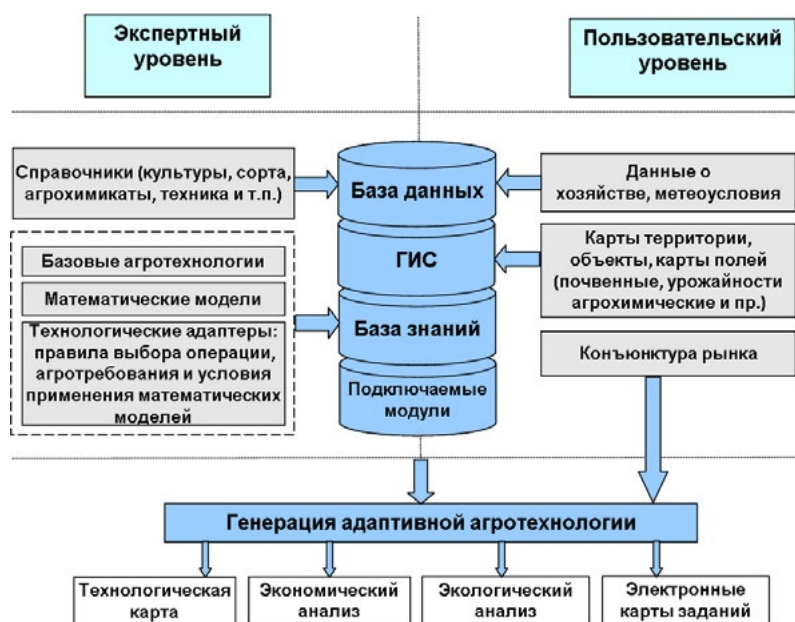 Экспертный
уровень
Пользовательский
уровень
Справочники (культуры, сорта,
агрохимикаты, техника и т.п.)
База данных
Данные о
хозяйстве, метеоусловия
Базовые агротехнологии
Математические модели
Технологические адаптеры:
правила выбора операции,
агротребования и условия
применения математических
моделей
ГИС
База знаний
Подключаемые
модули
Карты территории,
объекты, карты полей
(почвенные, урожайности
агрохимические и пр.)
Конъюнктура рынка
Генерация адаптивной агротехнологии
Технологическая
карта
Экономический
анализ
Экологический
анализ
Электронные
карты заданий